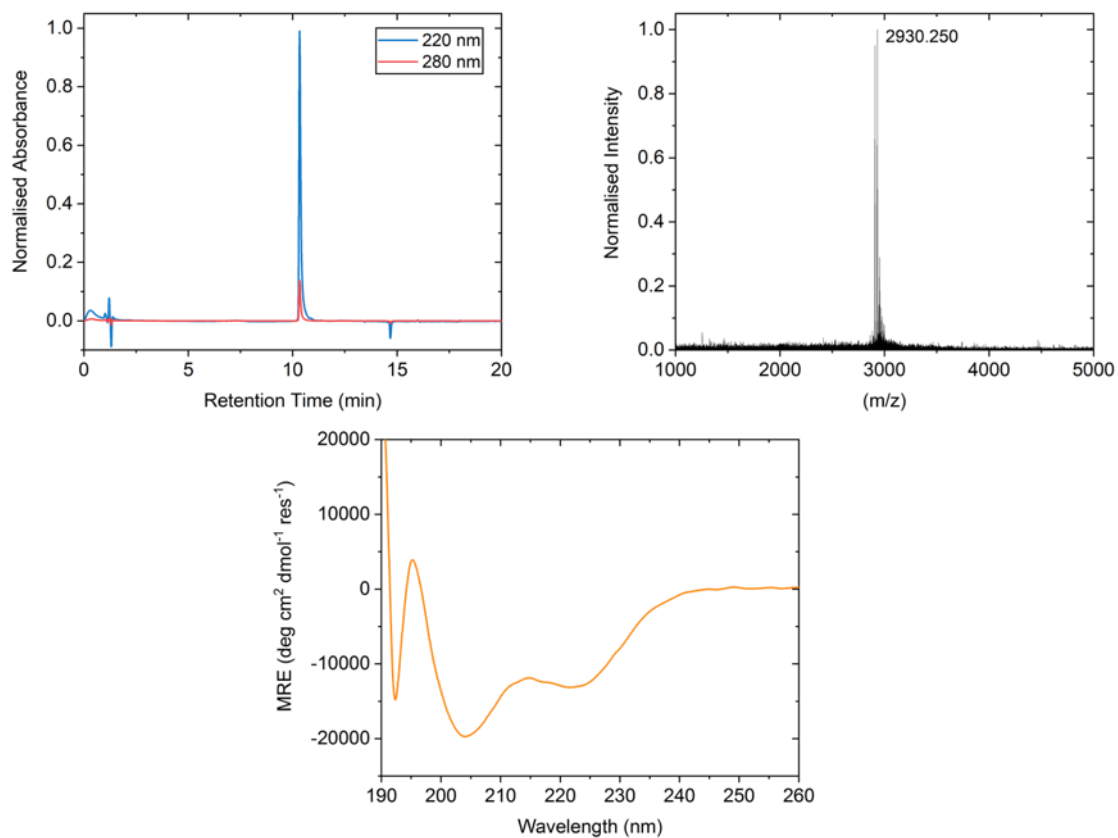 1.0
0.8
0.6
0.4
0.2
0.0
Normalised Absorbance
220 nm
280 nm
0 5 10 15 20
Retention Time (min)
1.0
0.8
0.6
0.4
0.2
0.0
Normalised Intensity
2930.250
1000 2000 3000 4000 5000
(m/z)
20000
10000
0
-10000
-20000
MRE (deg cm² dmol⁻¹ res⁻¹)
190 200 210 220 230 240 250 260
Wavelength (nm)